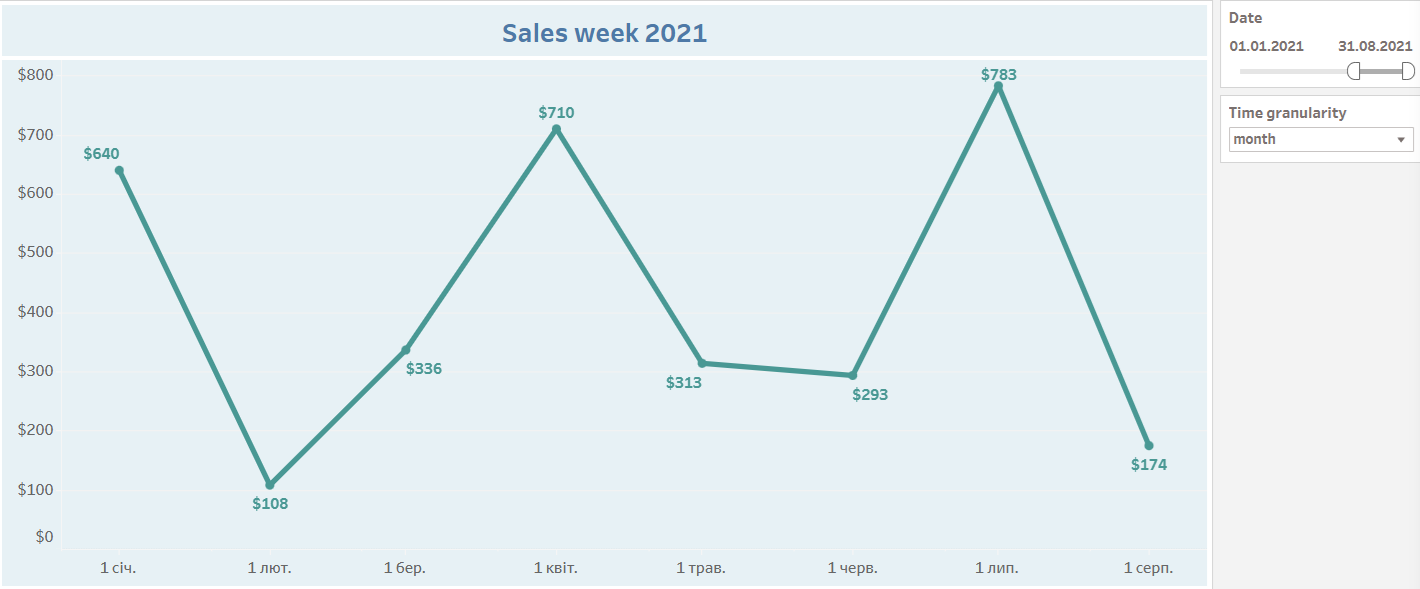 Sales week 2021
$800
$700
$600
$500
$400
$300
$200
$100
$0
$640
$108
$336
$710
$313
$293
$783
$174
1 січ.
1 лют.
1 бер.
1 квіт.
1 трав.
1 черв.
1 лип.
1 серп.
Date
01.01.2021 31.08.2021
Time granularity
month